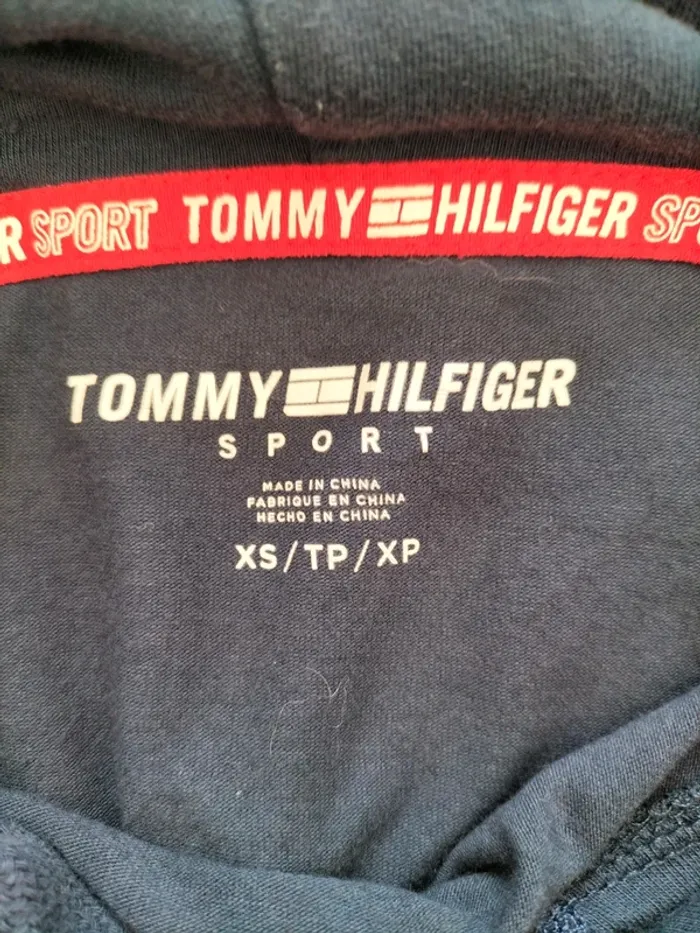 R SPORT TOMMY HILFIGER SP
TOMMY HILFIGER
SPORT
MADE IN CHINA
FABRIQUE EN CHINA
HECHO EN CHINA
XS/TP/XP